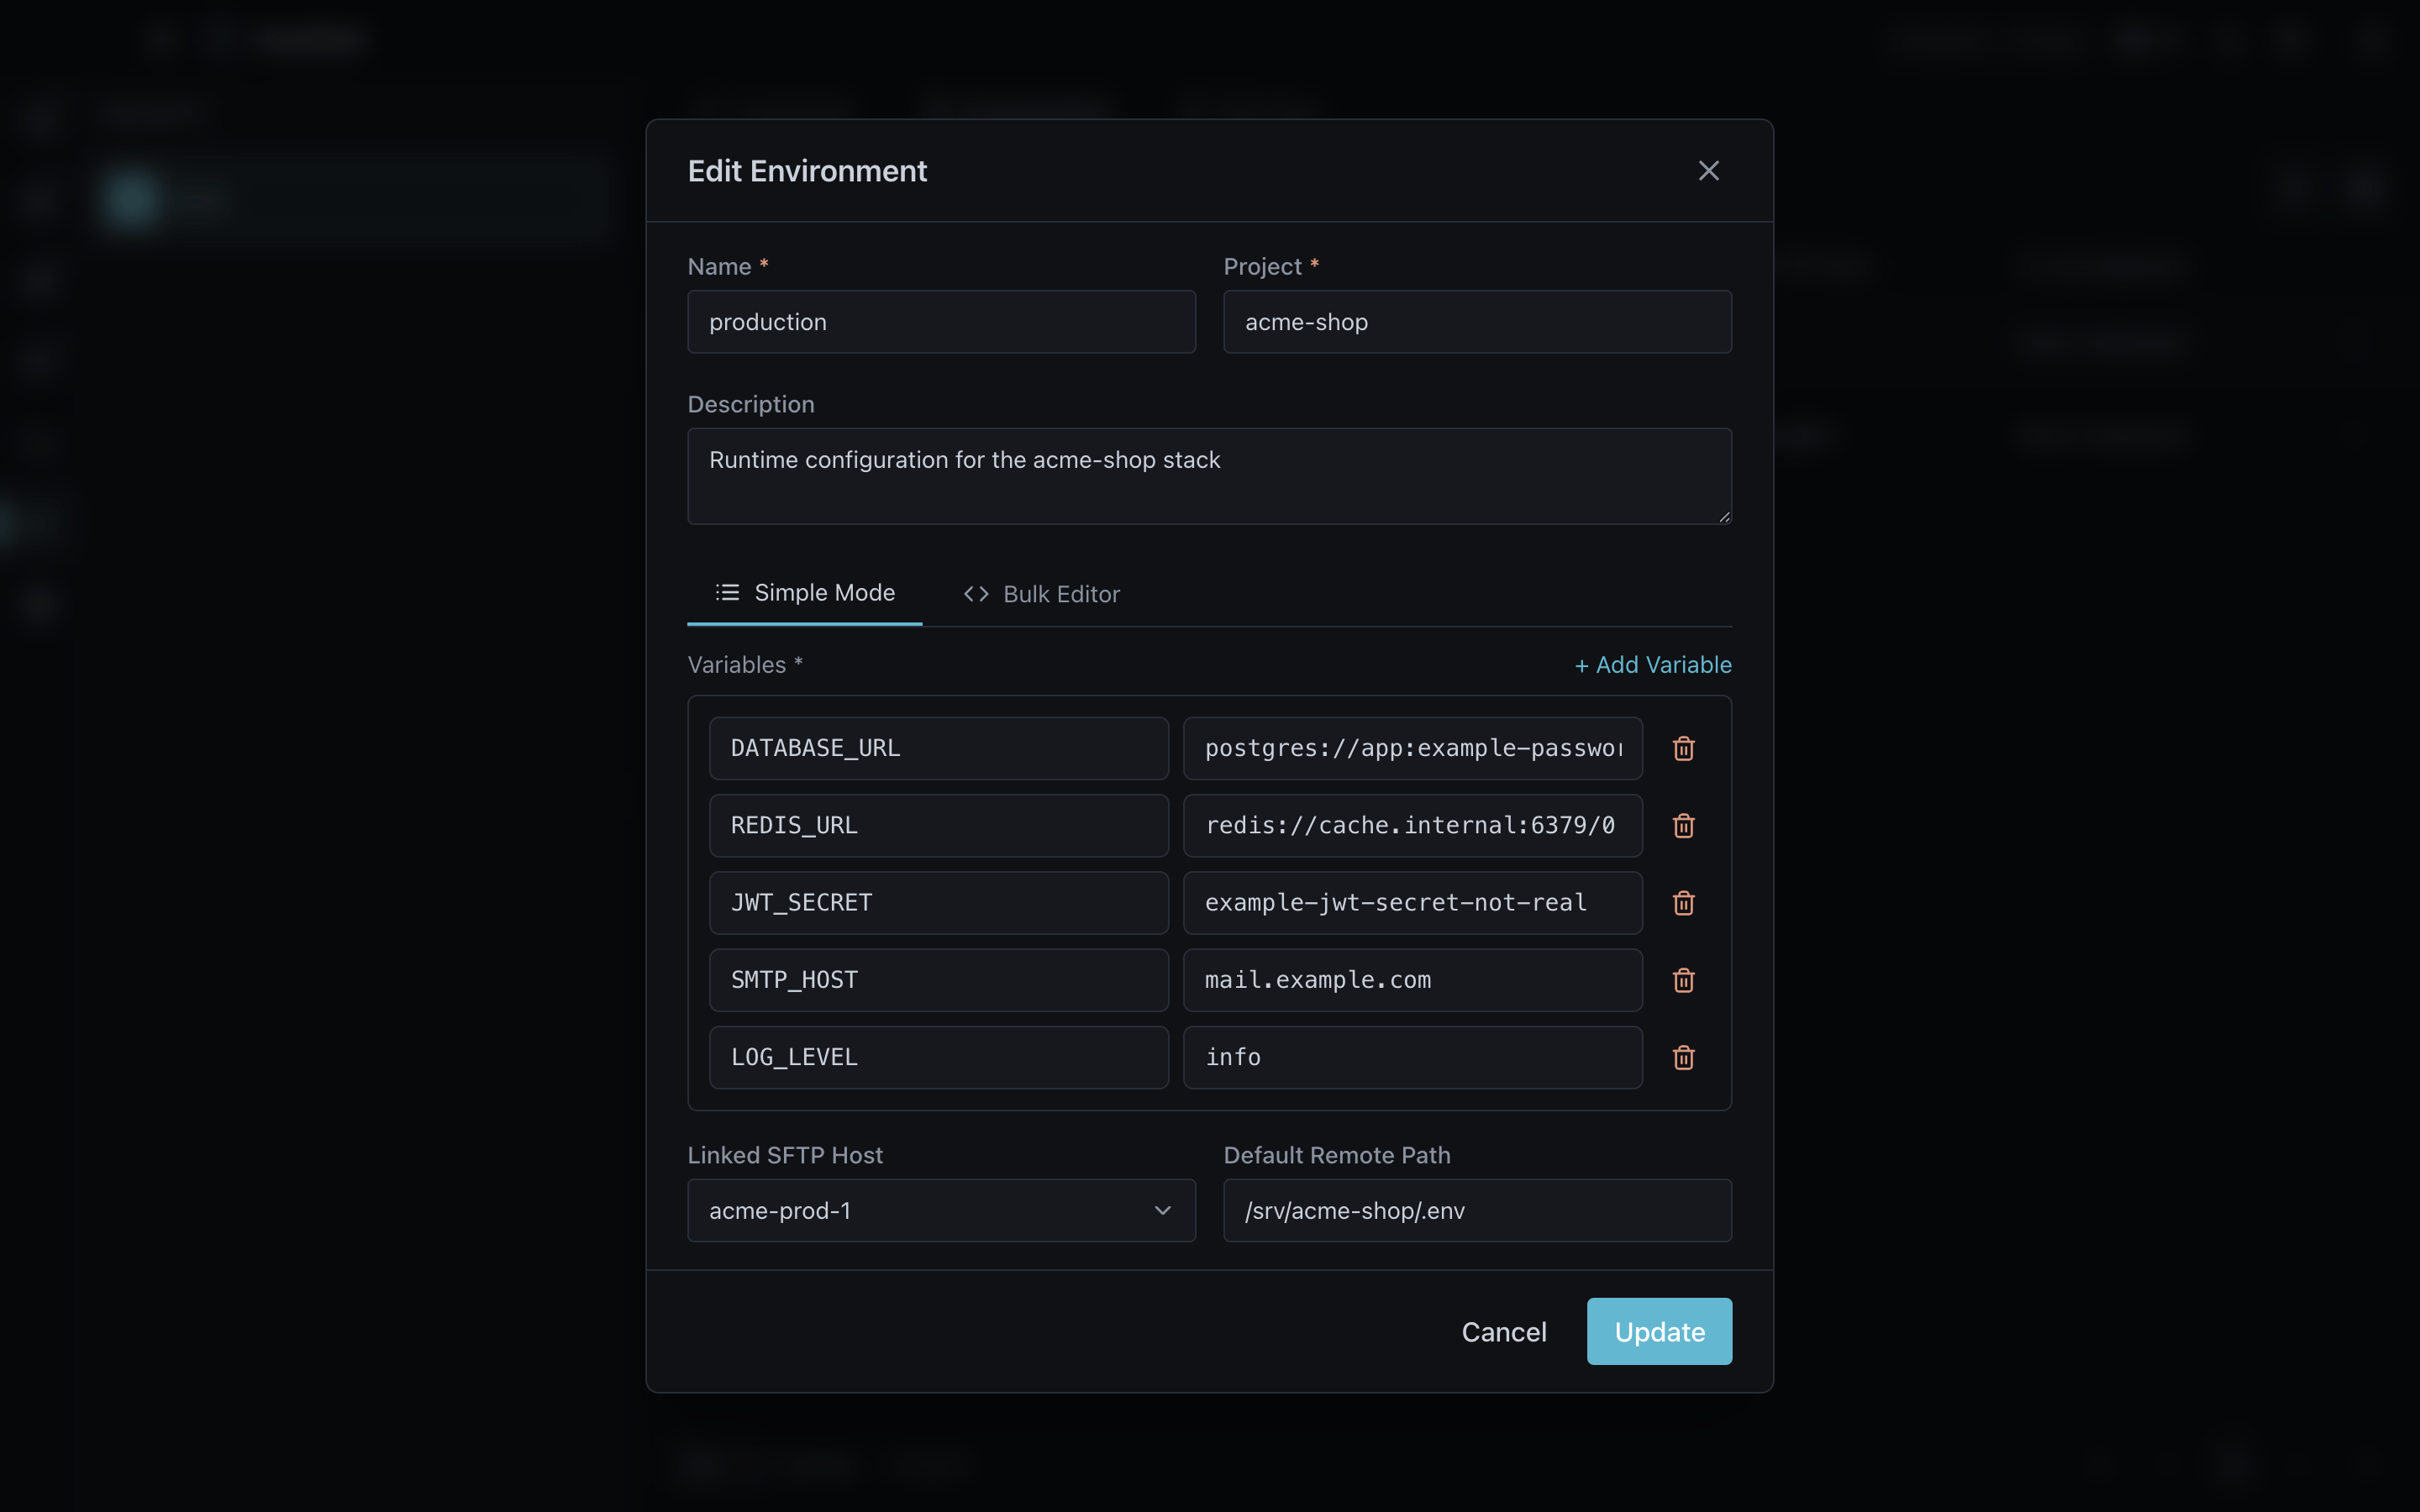 Edit Environment
Name *
Project *
production
acme-shop
Description
Runtime configuration for the acme-shop stack
Simple Mode
Bulk Editor
Variables *
+ Add Variable
DATABASE_URL
postgres://app:example-passwor
REDIS_URL
redis://cache.internal:6379/0
JWT_SECRET
example-jwt-secret-not-real
SMTP_HOST
mail.example.com
LOG_LEVEL
info
Linked SFTP Host
Default Remote Path
acme-prod-1
/srv/acme-shop/.env
Cancel
Update